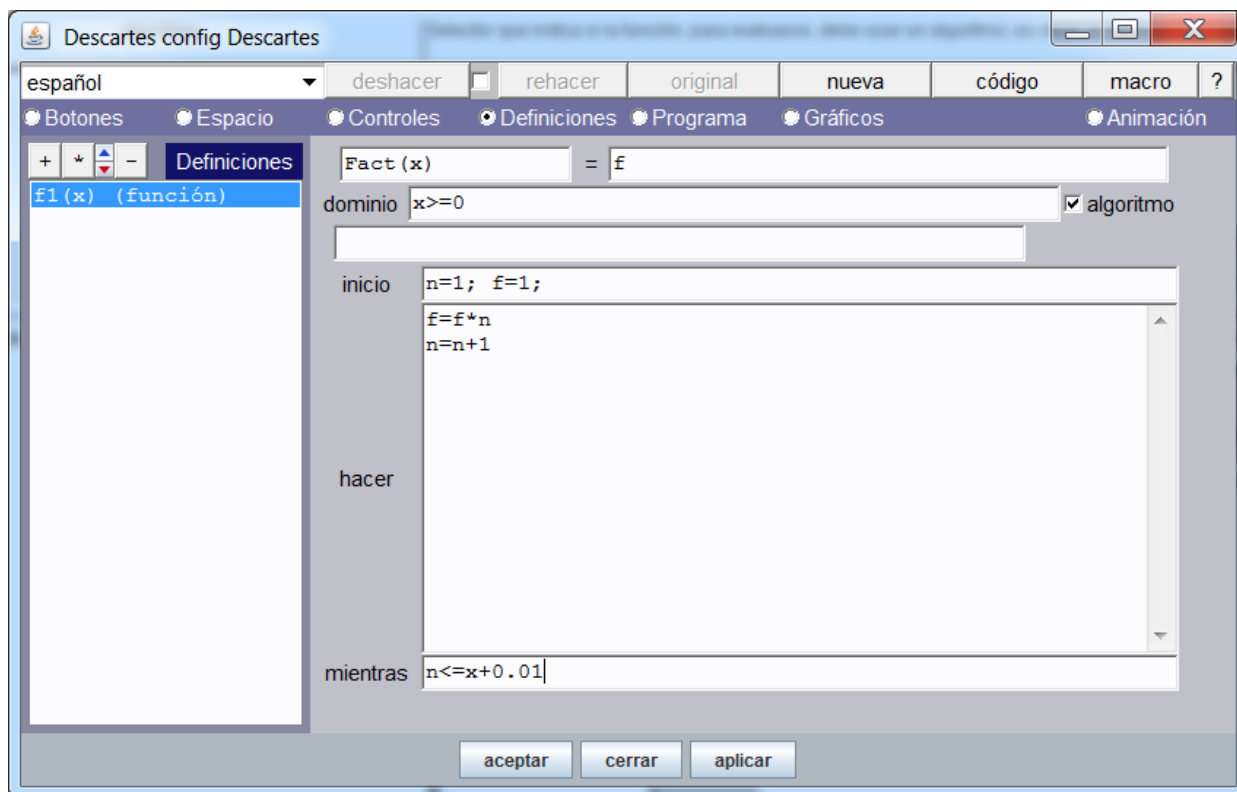 Descartes config Descartes
español deshacer rehacer original nueva código macro ?
Botones Espacio Controles Definiciones Programa Gráficos Animación
+ * − Definiciones
Fact(x) = f
f1(x) (función)
dominio x>=0 algoritmo
inicio n=1; f=1;
f=f*n
n=n+1
hacer
mientras n<=x+0.01
aceptar cerrar aplicar